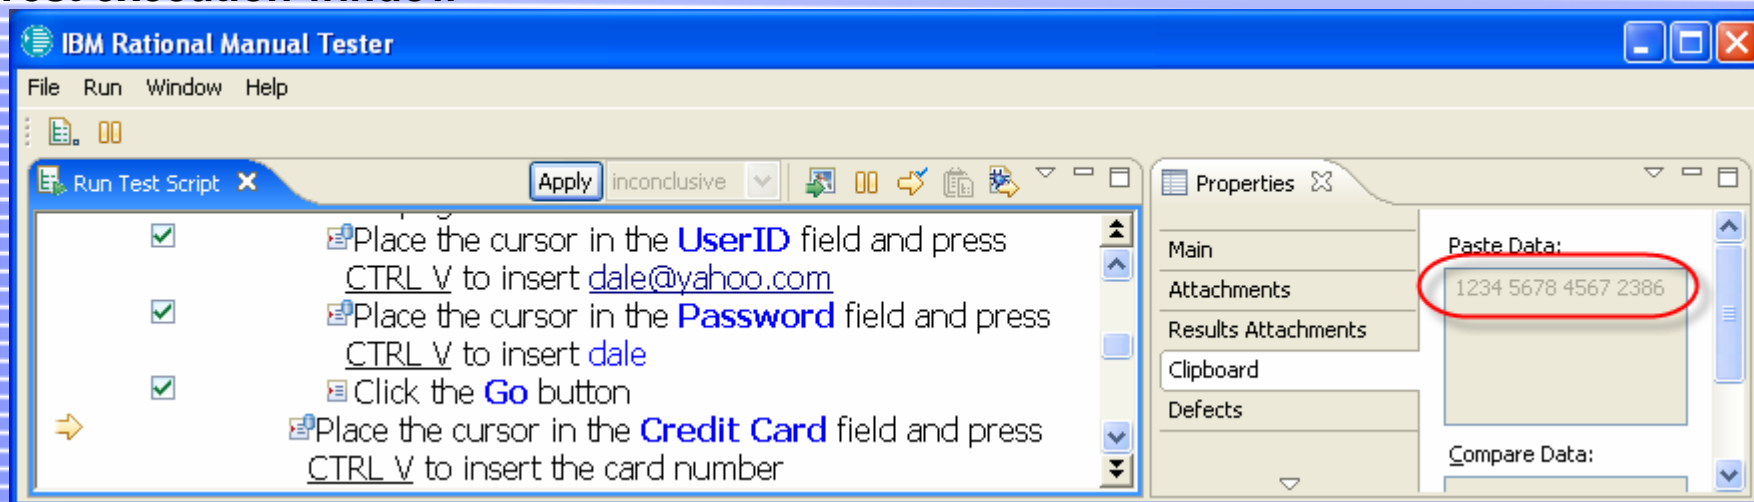 IBM Rational Manual Tester
File Run Window Help
Run Test Script
Apply inconclusive
Properties
Place the cursor in the UserID field and press
CTRL V to insert dale@yahoo.com
Place the cursor in the Password field and press
CTRL V to insert dale
Click the Go button
Place the cursor in the Credit Card field and press
CTRL V to insert the card number
Main
Attachments
Results Attachments
Clipboard
Defects
Paste Data:
1234 5678 4567 2386
Compare Data: